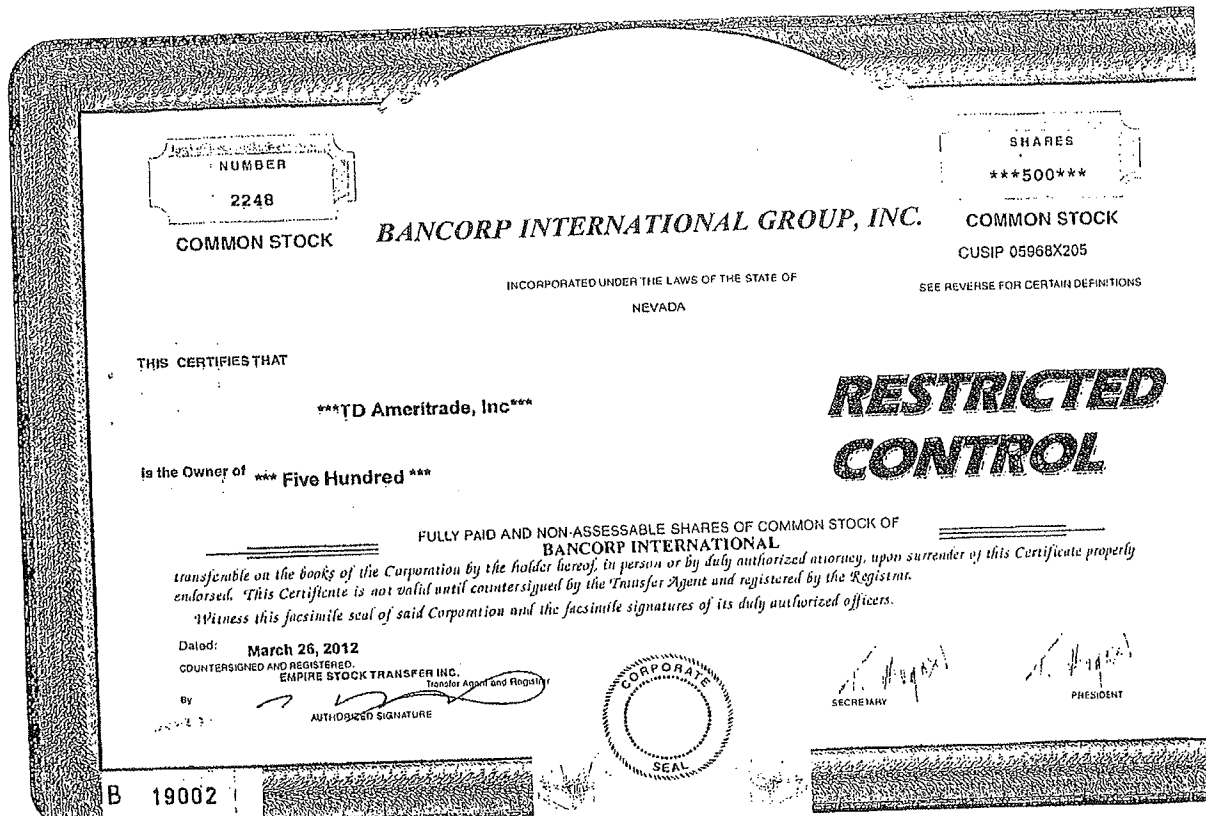 NUMBER
2248
COMMON STOCK
SHARES
***500***
COMMON STOCK
CUSIP 05968X205
SEE REVERSE FOR CERTAIN DEFINITIONS
BANCORP INTERNATIONAL GROUP, INC.
INCORPORATED UNDER THE LAWS OF THE STATE OF
NEVADA
THIS CERTIFIES THAT
***TD Ameritrade, Inc***
RESTRICTED
CONTROL
is the Owner of *** Five Hundred ***
FULLY PAID AND NON-ASSESSABLE SHARES OF COMMON STOCK OF
BANCORP INTERNATIONAL
transferable on the books of the Corporation by the holder hereof, in person or by duly authorized attorney, upon surrender of this Certificate properly
endorsed. This Certificate is not valid until countersigned by the Transfer Agent and registered by the Registrar.
Witness this facsimile seal of said Corporation and the facsimile signatures of its duly authorized officers.
Dated: March 26, 2012
COUNTERSIGNED AND REGISTERED.
EMPIRE STOCK TRANSFER INC.
Transfer Agent and Registrar
By
AUTHORIZED SIGNATURE
CORPORATE
SEAL
SECRETARY
PRESIDENT
B 19002